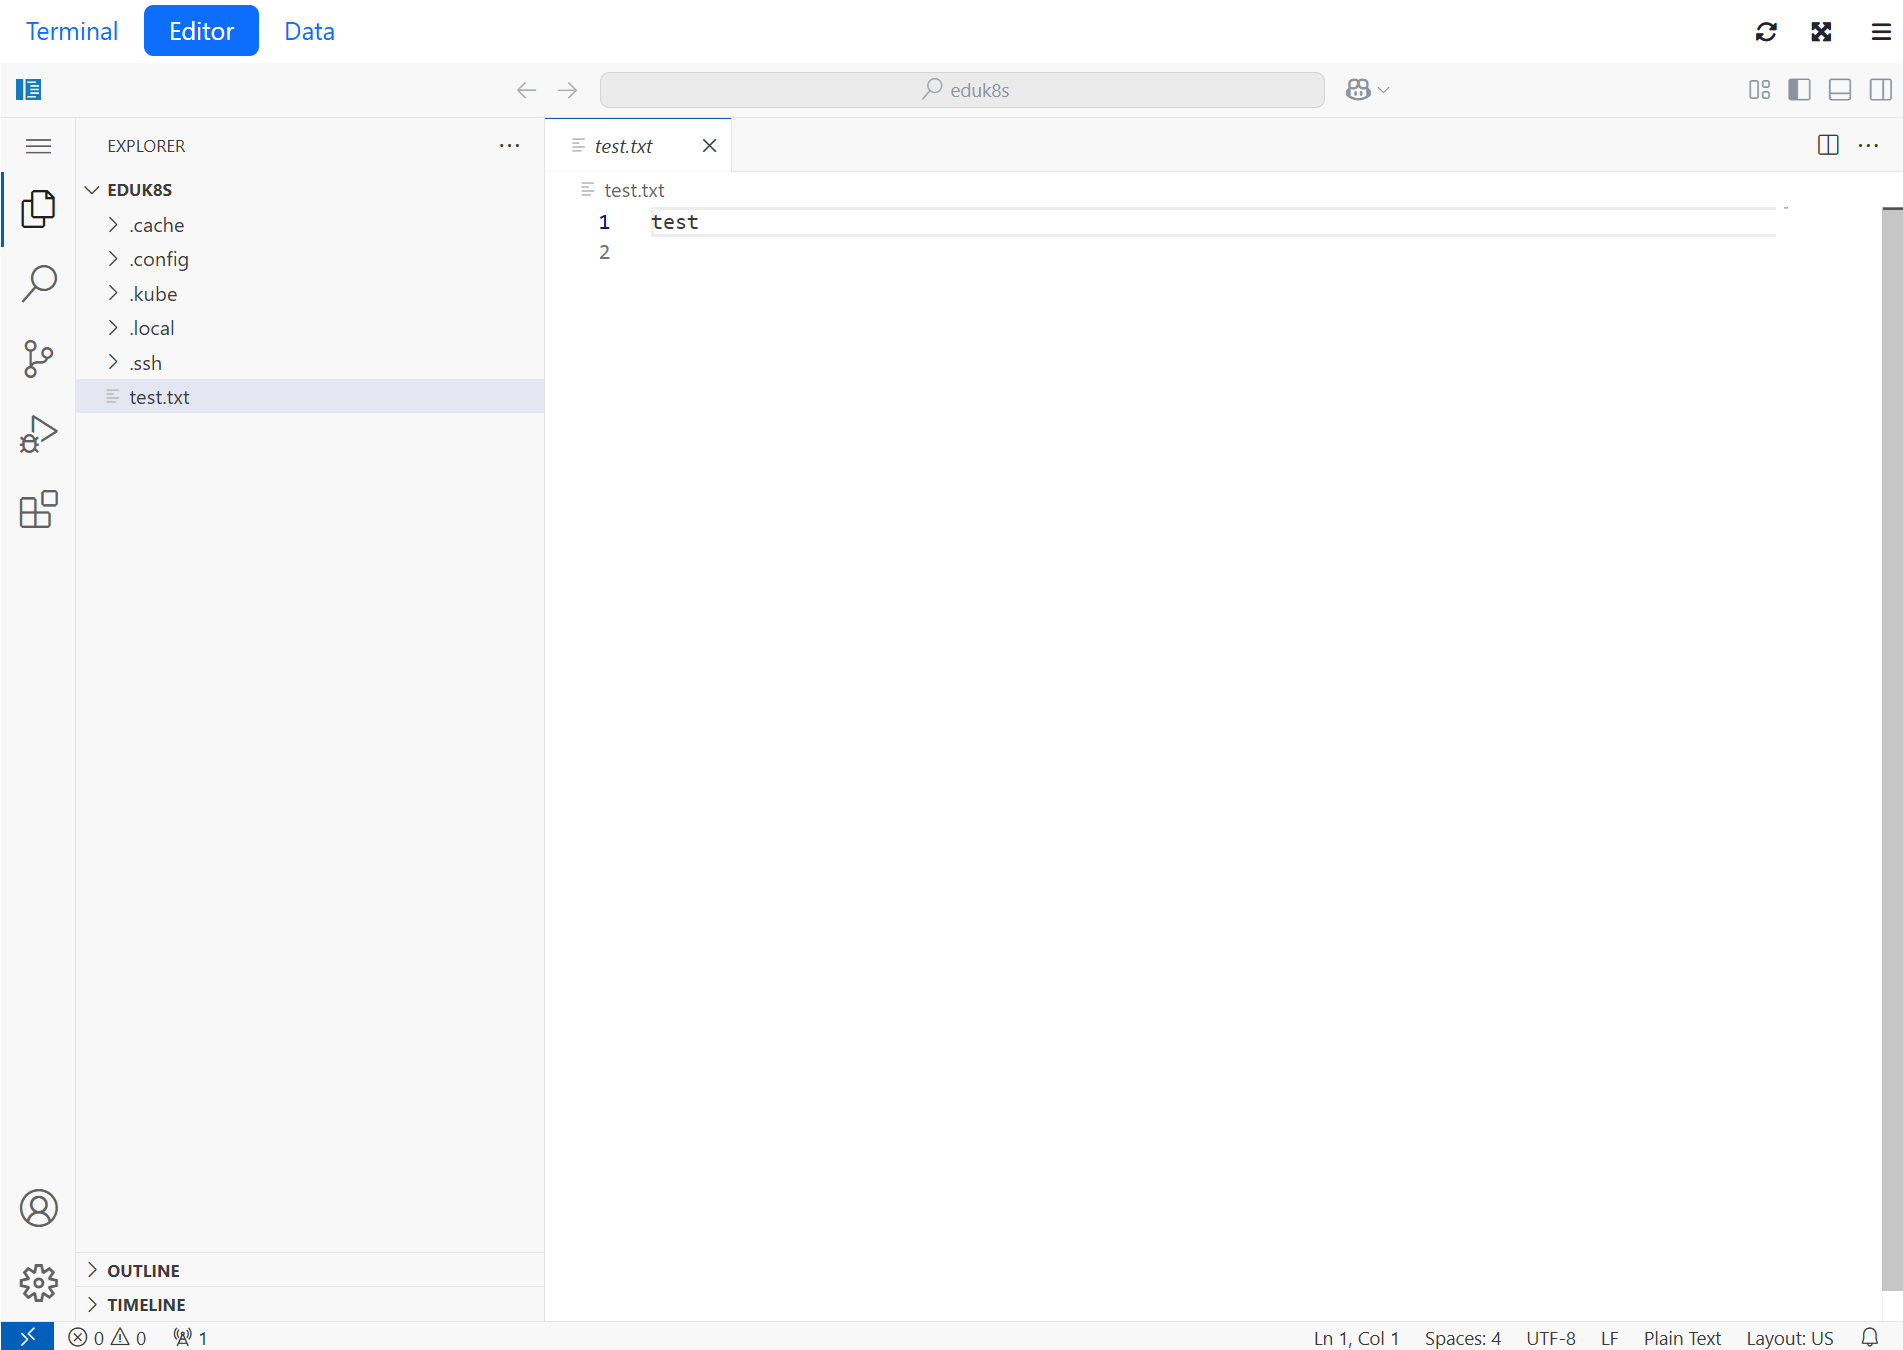 Terminal Editor Data
eduk8s
EXPLORER
EDUK8S
.cache
.config
.kube
.local
.ssh
test.txt
test.txt
test.txt
1 test
2
OUTLINE
TIMELINE
0 0 1 Ln 1, Col 1 Spaces: 4 UTF-8 LF Plain Text Layout: US